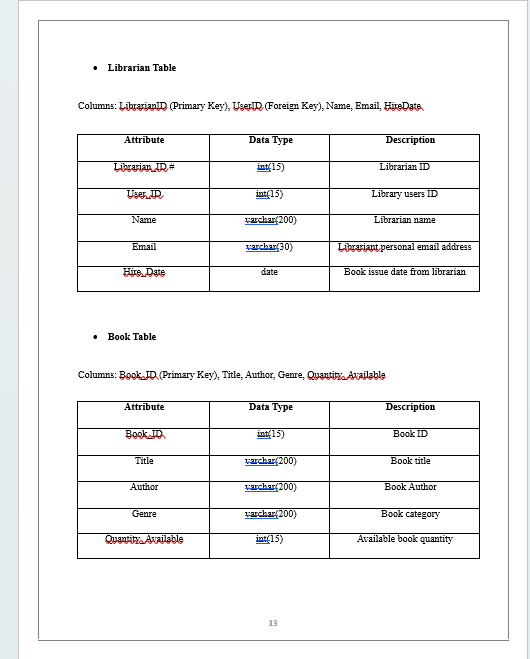 • Librarian Table
Columns: LibrarianID (Primary Key), UserID (Foreign Key), Name, Email, HireDate
Attribute Data Type Description
Librarian_ID # int(15) Librarian ID
User_ID int(15) Library users ID
Name varchar(200) Librarian name
Email varchar(30) Librariant personal email address
Hire_Date date Book issue date from librarian
• Book Table
Columns: Book_ID (Primary Key), Title, Author, Genre, Quantity_Available
Attribute Data Type Description
Book_ID int(15) Book ID
Title varchar(200) Book title
Author varchar(200) Book Author
Genre varchar(200) Book category
Quantity_Available int(15) Available book quantity
13